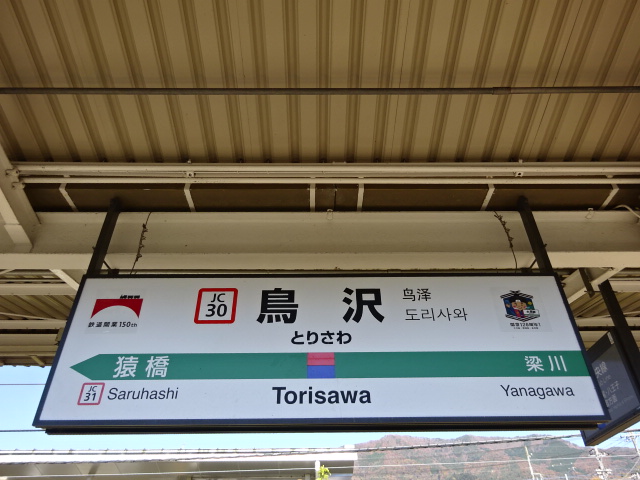 鉄道開業150th
JC
30
鳥沢
鸟泽
도리사와
とりさわ
猿橋
梁川
JC
31
Saruhashi
Torisawa
Yanagawa